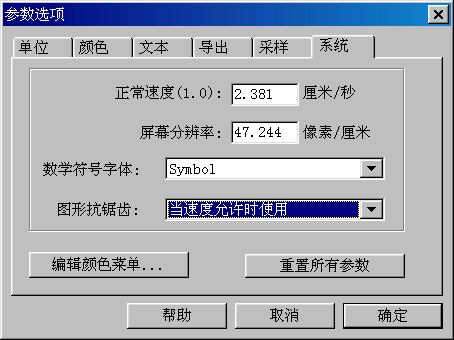 参数选项
单位 颜色 文本 导出 采样 系统
正常速度(1.0): 2.381 厘米/秒
屏幕分辨率: 47.244 像素/厘米
数学符号字体: Symbol
图形抗锯齿: 当速度允许时使用
编辑颜色菜单... 重置所有参数
帮助 取消 确定